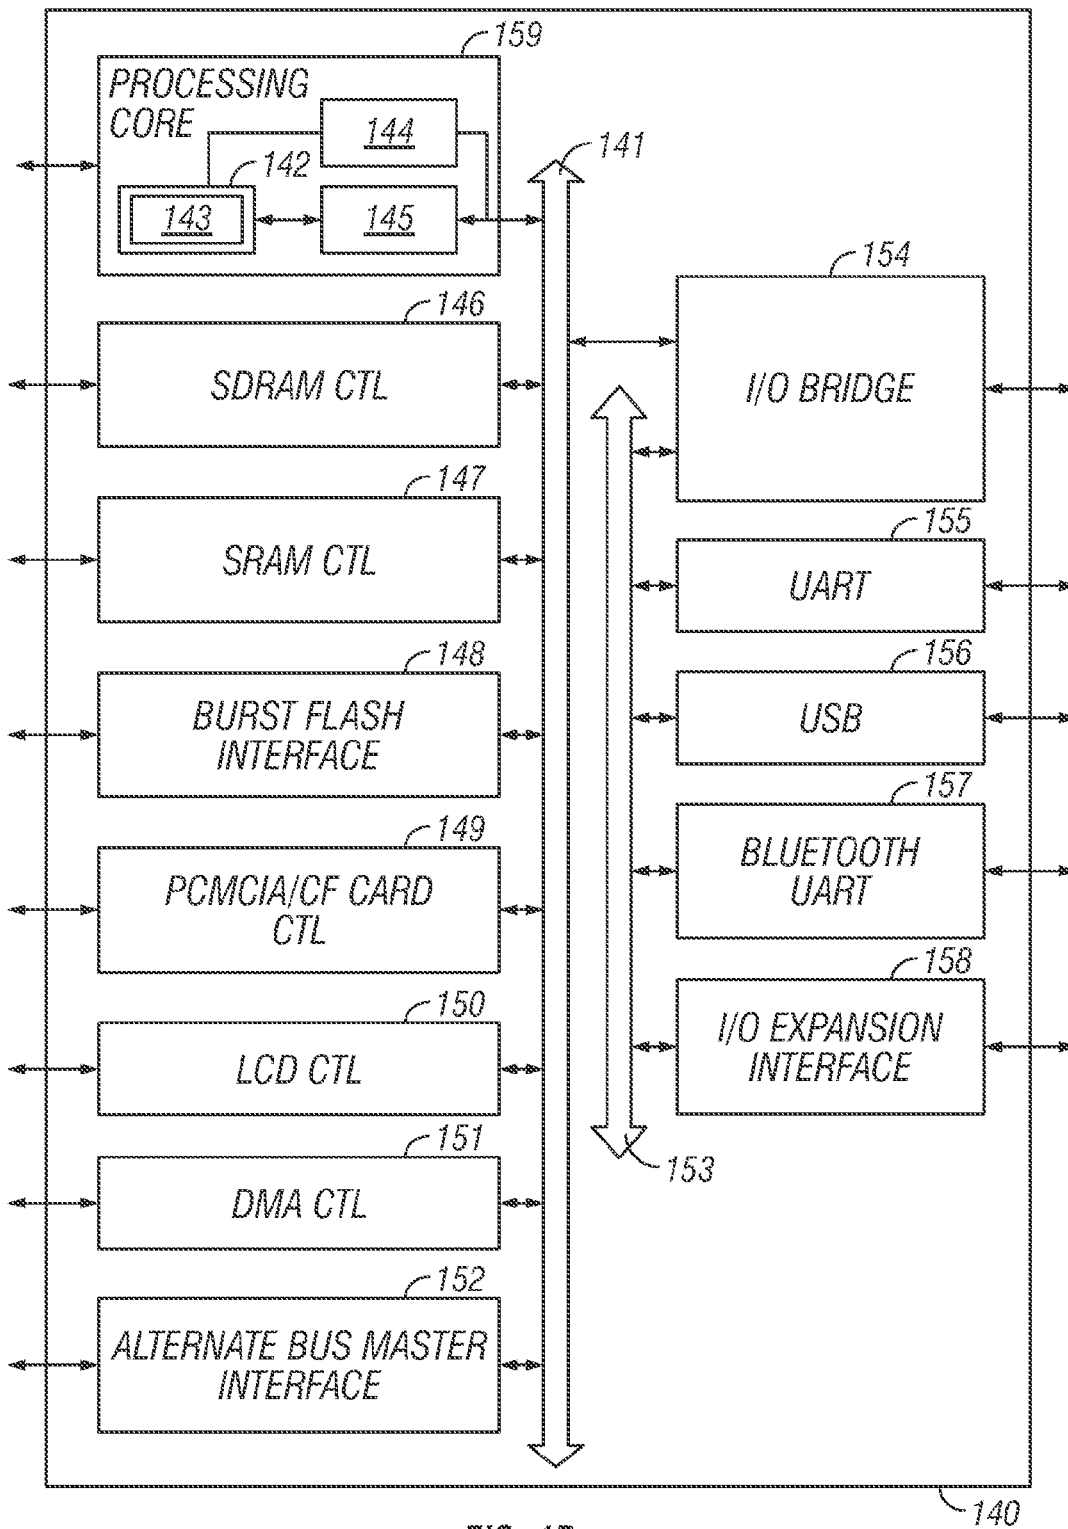 159
PROCESSING
CORE
144
142
143
145
141
154
I/O BRIDGE
146
SDRAM CTL
147
SRAM CTL
155
UART
148
BURST FLASH
INTERFACE
156
USB
157
BLUETOOTH
UART
149
PCMCIA/CF CARD
CTL
158
I/O EXPANSION
INTERFACE
150
LCD CTL
151
DMA CTL
153
152
ALTERNATE BUS MASTER
INTERFACE
140